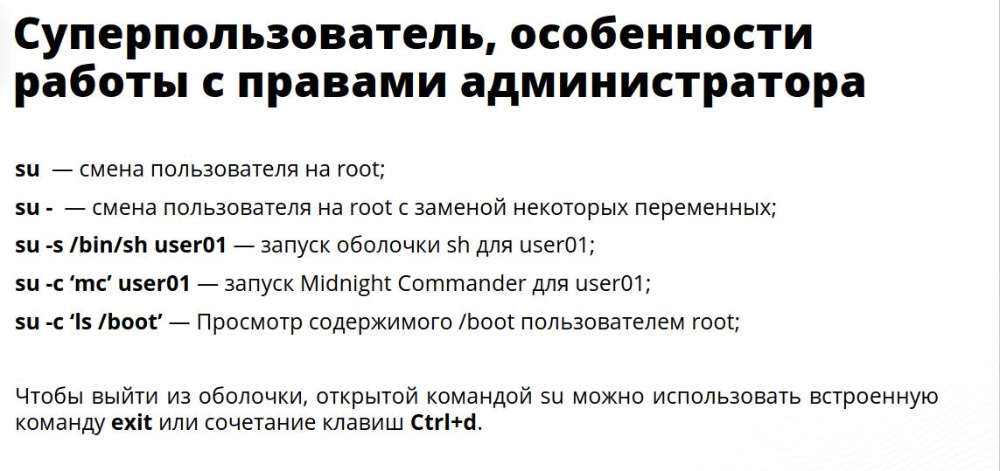 Суперпользователь, особенности
работы с правами администратора
su — смена пользователя на root;
su - — смена пользователя на root с заменой некоторых переменных;
su -s /bin/sh user01 — запуск оболочки sh для user01;
su -c ‘mc’ user01 — запуск Midnight Commander для user01;
su -c ‘ls /boot’ — Просмотр содержимого /boot пользователем root;
Чтобы выйти из оболочки, открытой командой su можно использовать встроенную
команду exit или сочетание клавиш Ctrl+d.